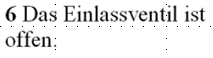 6 Das Einlassventil ist
offen;